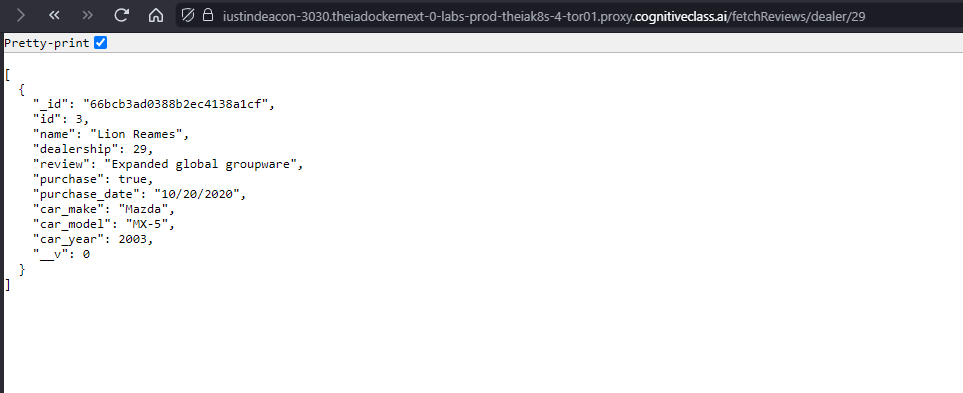 iustindeacon-3030.theiadockernext-0-labs-prod-theiak8s-4-tor01.proxy.cognitiveclass.ai/fetchReviews/dealer/29
Pretty-print
[
  {
    "_id": "66bcb3ad0388b2ec4138a1cf",
    "id": 3,
    "name": "Lion Reames",
    "dealership": 29,
    "review": "Expanded global groupware",
    "purchase": true,
    "purchase_date": "10/20/2020",
    "car_make": "Mazda",
    "car_model": "MX-5",
    "car_year": 2003,
    "__v": 0
  }
]